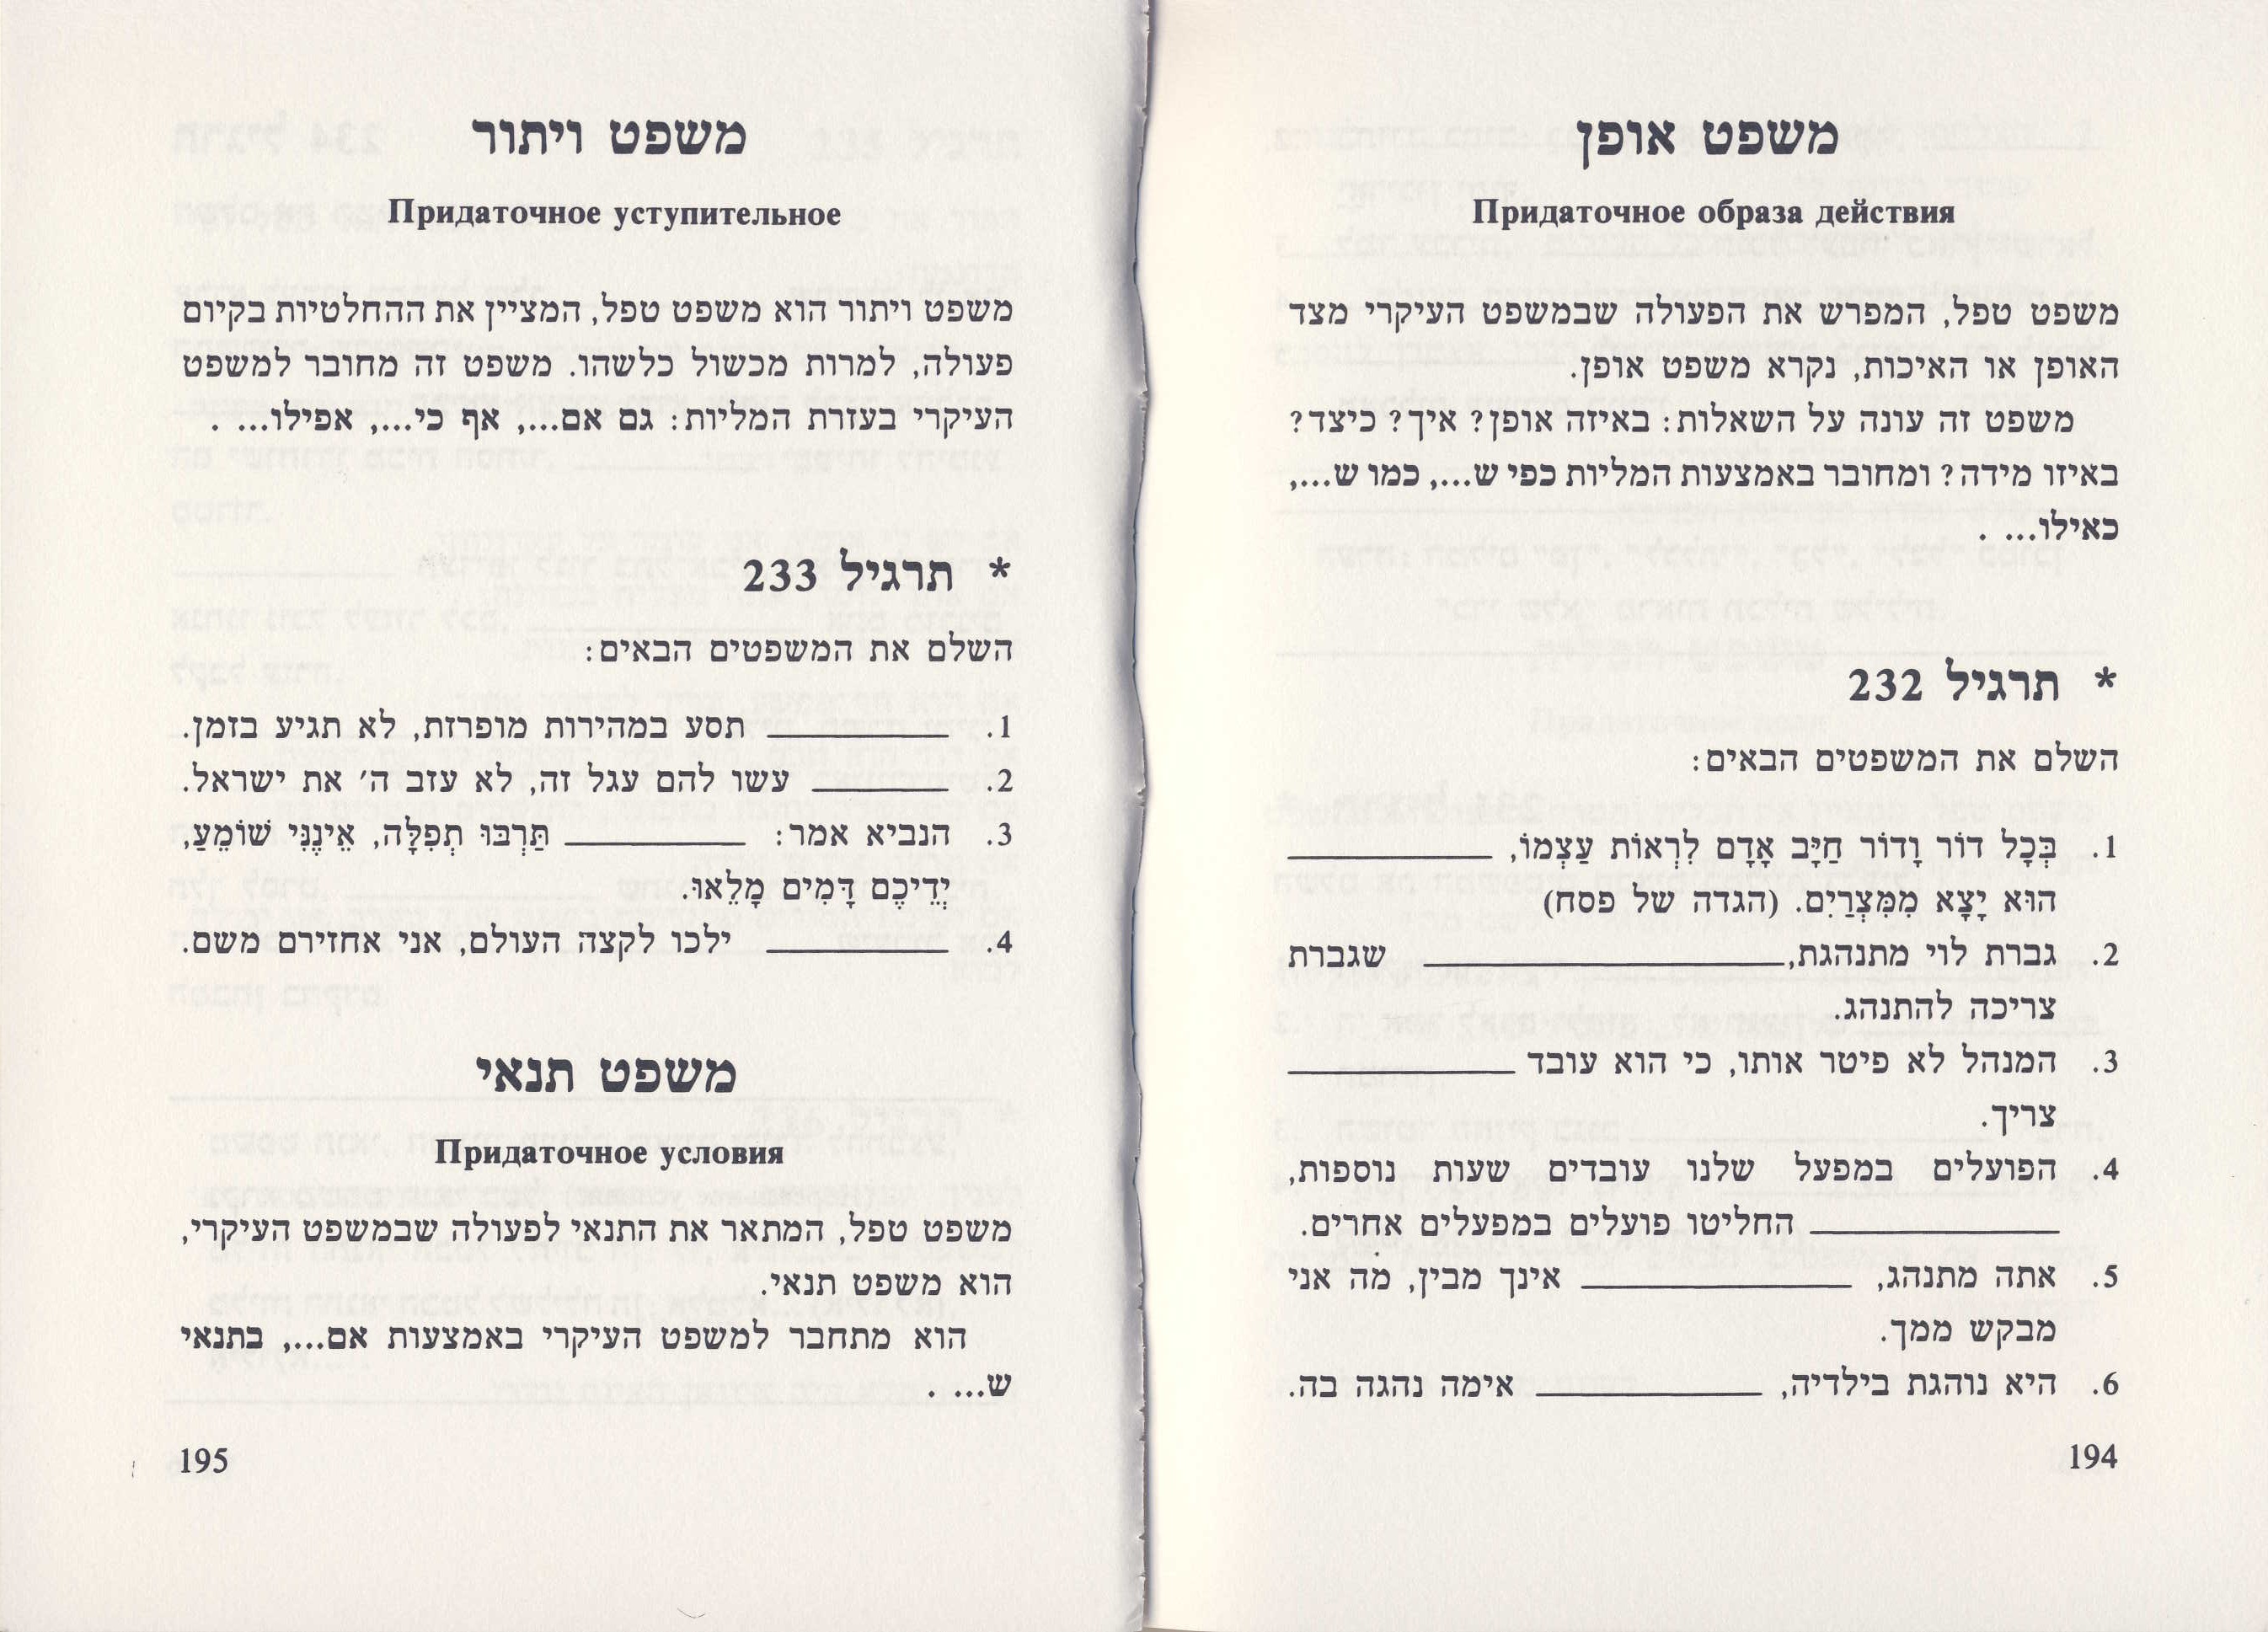 משפט אופן
Придаточное образа действия
משפט טפל, המפרש את הפעולה שבמשפט העיקרי מצד
האופן או האיכות, נקרא משפט אופן.
משפט זה עונה על השאלות: באיזה אופן? איך? כיצד?
באיזו מידה? ומחובר באמצעות המליות כפי ש..., כמו ש...,
כאילו... .
* תרגיל 232
השלם את המשפטים הבאים:
1. בְּכָל דוֹר וָדוֹר חַיָּב אָדָם לִרְאוֹת עַצְמוֹ, ______
הוּא יָצָא מִמִּצְרַיִם. (הגדה של פסח)
2. גברת לוי מתנהגת, ______ שגברת
צריכה להתנהג.
3. המנהל לא פיטר אותו, כי הוא עובד ______
צריך.
4. הפועלים במפעל שלנו עובדים שעות נוספות,
______ החליטו פועלים במפעלים אחרים.
5. אתה מתנהג, ______ אינך מבין, מה אני
מבקש ממך.
6. היא נוהגת בילדיה, ______ אימה נהגה בה.
194
משפט ויתור
Придаточное уступительное
משפט ויתור הוא משפט טפל, המציין את ההחלטיות בקיום
פעולה, למרות מכשול כלשהו. משפט זה מחובר למשפט
העיקרי בעזרת המליות: גם אם..., אף כי..., אפילו... .
* תרגיל 233
השלם את המשפטים הבאים:
1. ______ תסע במהירות מופרזת, לא תגיע בזמן.
2. ______ עשו להם עגל זה, לא עזב ה' את ישראל.
3. הנביא אמר: ______ תַּרְבּוּ תְפִלָּה, אֵינֶנִּי שׁוֹמֵעַ,
יְדֵיכֶם דָּמִים מָלֵאוּ.
4. ______ ילכו לקצה העולם, אני אחזירם משם.
משפט תנאי
Придаточное условия
משפט טפל, המתאר את התנאי לפעולה שבמשפט העיקרי,
הוא משפט תנאי.
הוא מתחבר למשפט העיקרי באמצעות אם..., בתנאי
ש... .
195